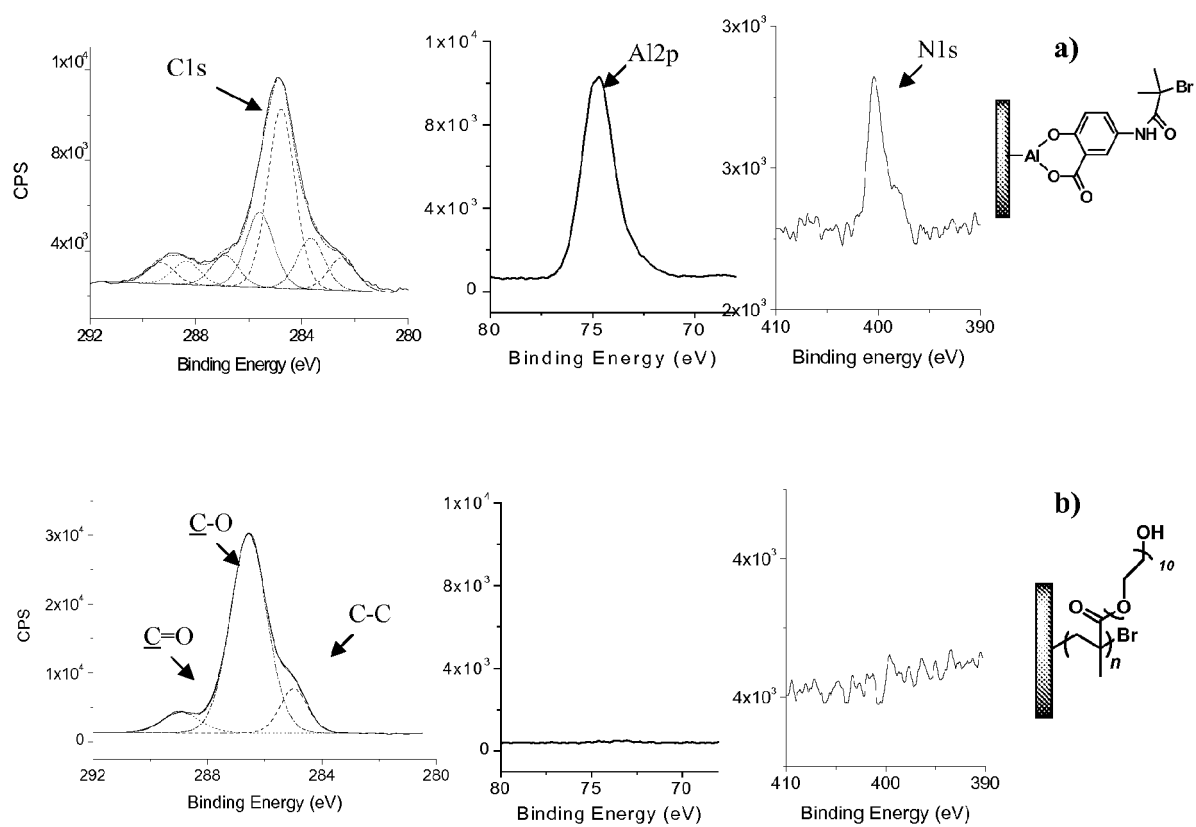 C1s
CPS
1x10⁴
8x10³
4x10³
292 288 284 280
Binding Energy (eV)
Al2p
1x10⁴
8x10³
4x10³
0
80 75 70
Binding Energy (eV)
N1s
3x10³
3x10³
2x10³
410 400 390
Binding energy (eV)
a)
Br
NH
O
O
Al
O
O
C-O
C=O
C-C
CPS
3x10⁴
2x10⁴
1x10⁴
0
292 288 284 280
Binding Energy (eV)
1x10⁴
8x10³
4x10³
0
80 75 70
Binding Energy (eV)
4x10³
4x10³
410 400 390
Binding Energy (eV)
b)
OH
10
O
O
Br
n